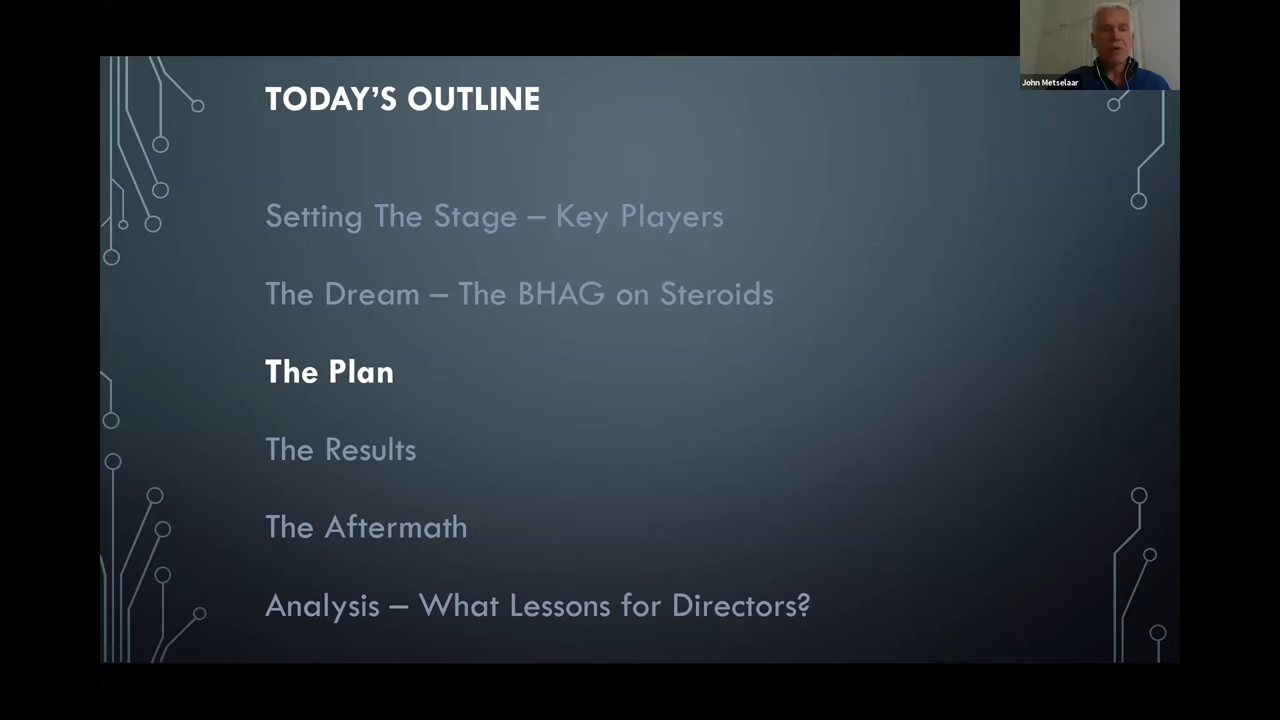 TODAY'S OUTLINE
John Metselaar
Setting The Stage – Key Players
The Dream – The BHAG on Steroids
The Plan
The Results
The Aftermath
Analysis – What Lessons for Directors?